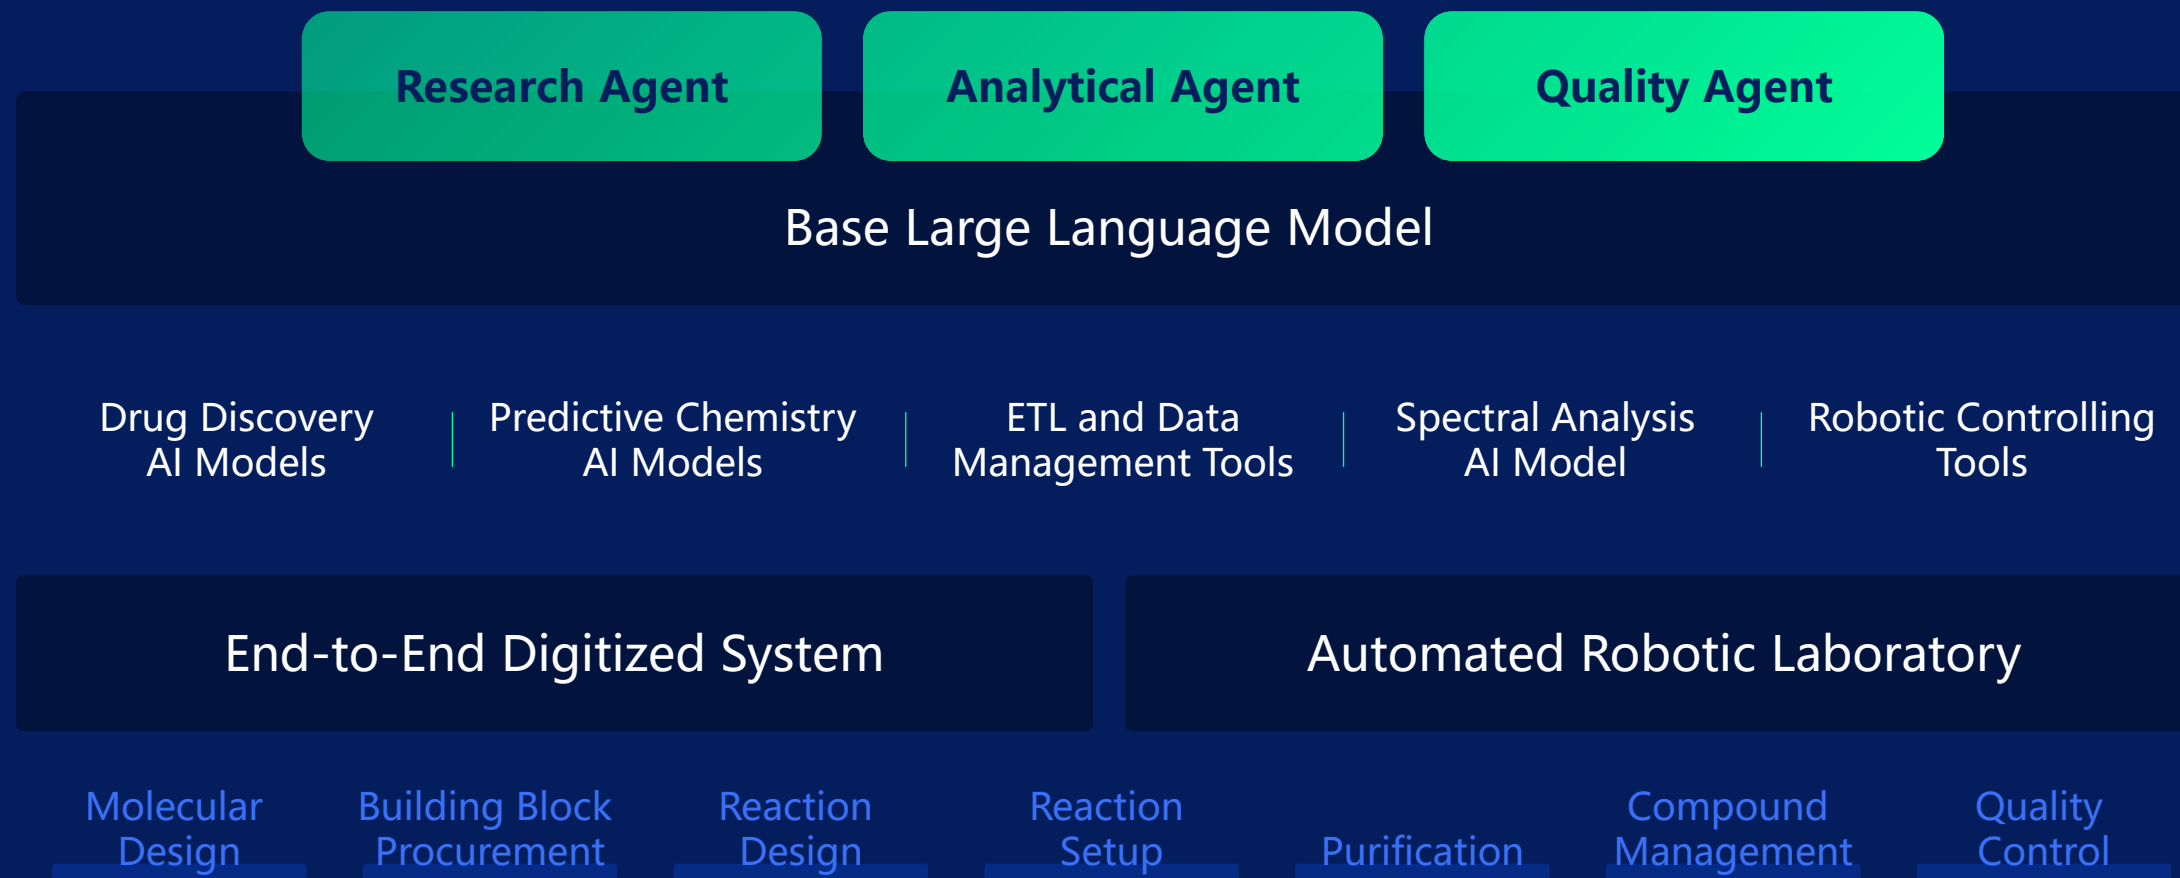 Research Agent
Analytical Agent
Quality Agent
Base Large Language Model
Drug Discovery
AI Models
Predictive Chemistry
AI Models
ETL and Data
Management Tools
Spectral Analysis
AI Model
Robotic Controlling
Tools
End-to-End Digitized System
Automated Robotic Laboratory
Molecular
Design
Building Block
Procurement
Reaction
Design
Reaction
Setup
Purification
Compound
Management
Quality
Control